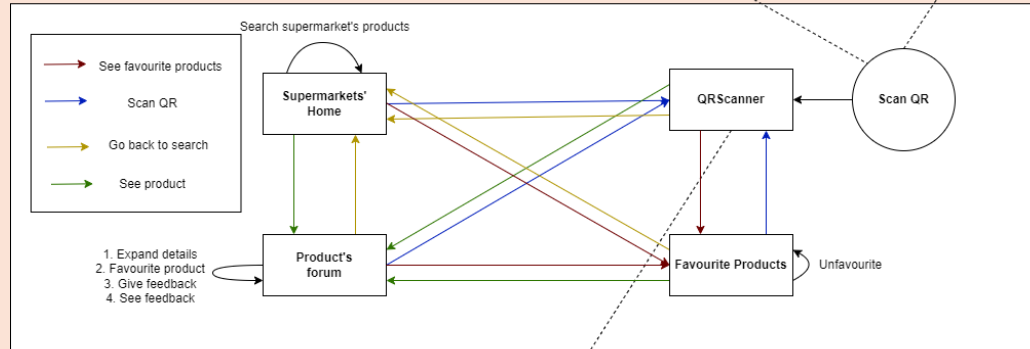 Search supermarket's products
See favourite products
Scan QR
Go back to search
See product
Supermarkets'
Home
QRScanner
Scan QR
1. Expand details
2. Favourite product
3. Give feedback
4. See feedback
Product's
forum
Favourite Products
Unfavourite